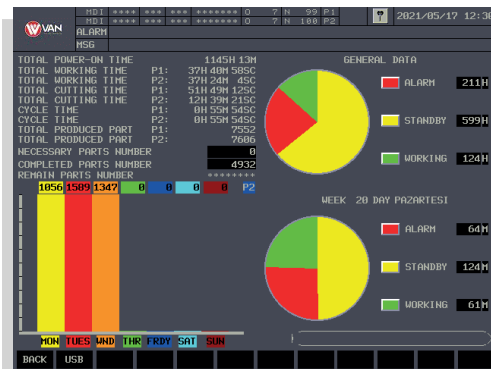 MDI **** *** *** **** O 7 N 99 P1
MDI **** *** *** **** O 7 N 100 P2
2021/05/17 12:30
VAN
ALARM
MSG
TOTAL POWER-ON TIME 1145H 13M
TOTAL WORKING TIME P1: 37H 40M 58SC
TOTAL WORKING TIME P2: 37H 24M 4SC
TOTAL CUTTING TIME P1: 51H 49M 12SC
TOTAL CUTTING TIME P2: 12H 39M 21SC
CYCLE TIME P1: 0H 55M 54SC
CYCLE TIME P2: 0H 55M 54SC
TOTAL PRODUCED PART P1: 7552
TOTAL PRODUCED PART P2: 7606
NECESSARY PARTS NUMBER 0
COMPLETED PARTS NUMBER 4932
REMAIN PARTS NUMBER ********
1056 1509 1347 0 0 0 0 P2
MON TUES WND THR FRDY SAT SUN
GENERAL DATA
ALARM 211H
STANDBY 599H
WORKING 124H
WEEK 20 DAY PAZARTESI
ALARM 64M
STANDBY 124M
WORKING 61M
BACK USB